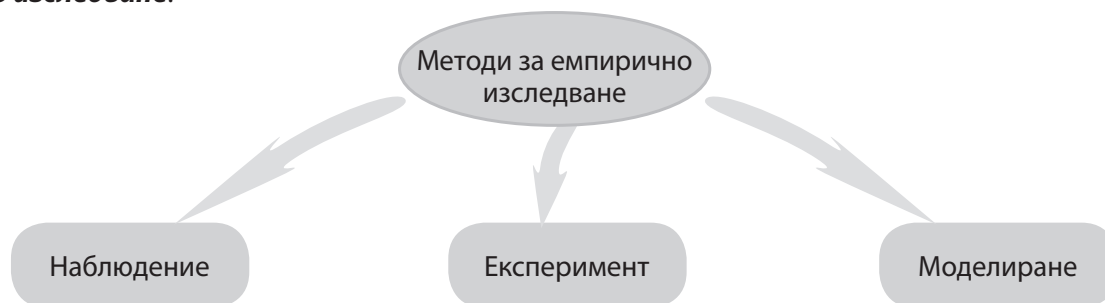 изследване.
Методи за емпирично
изследване
Наблюдение
Експеримент
Моделиране